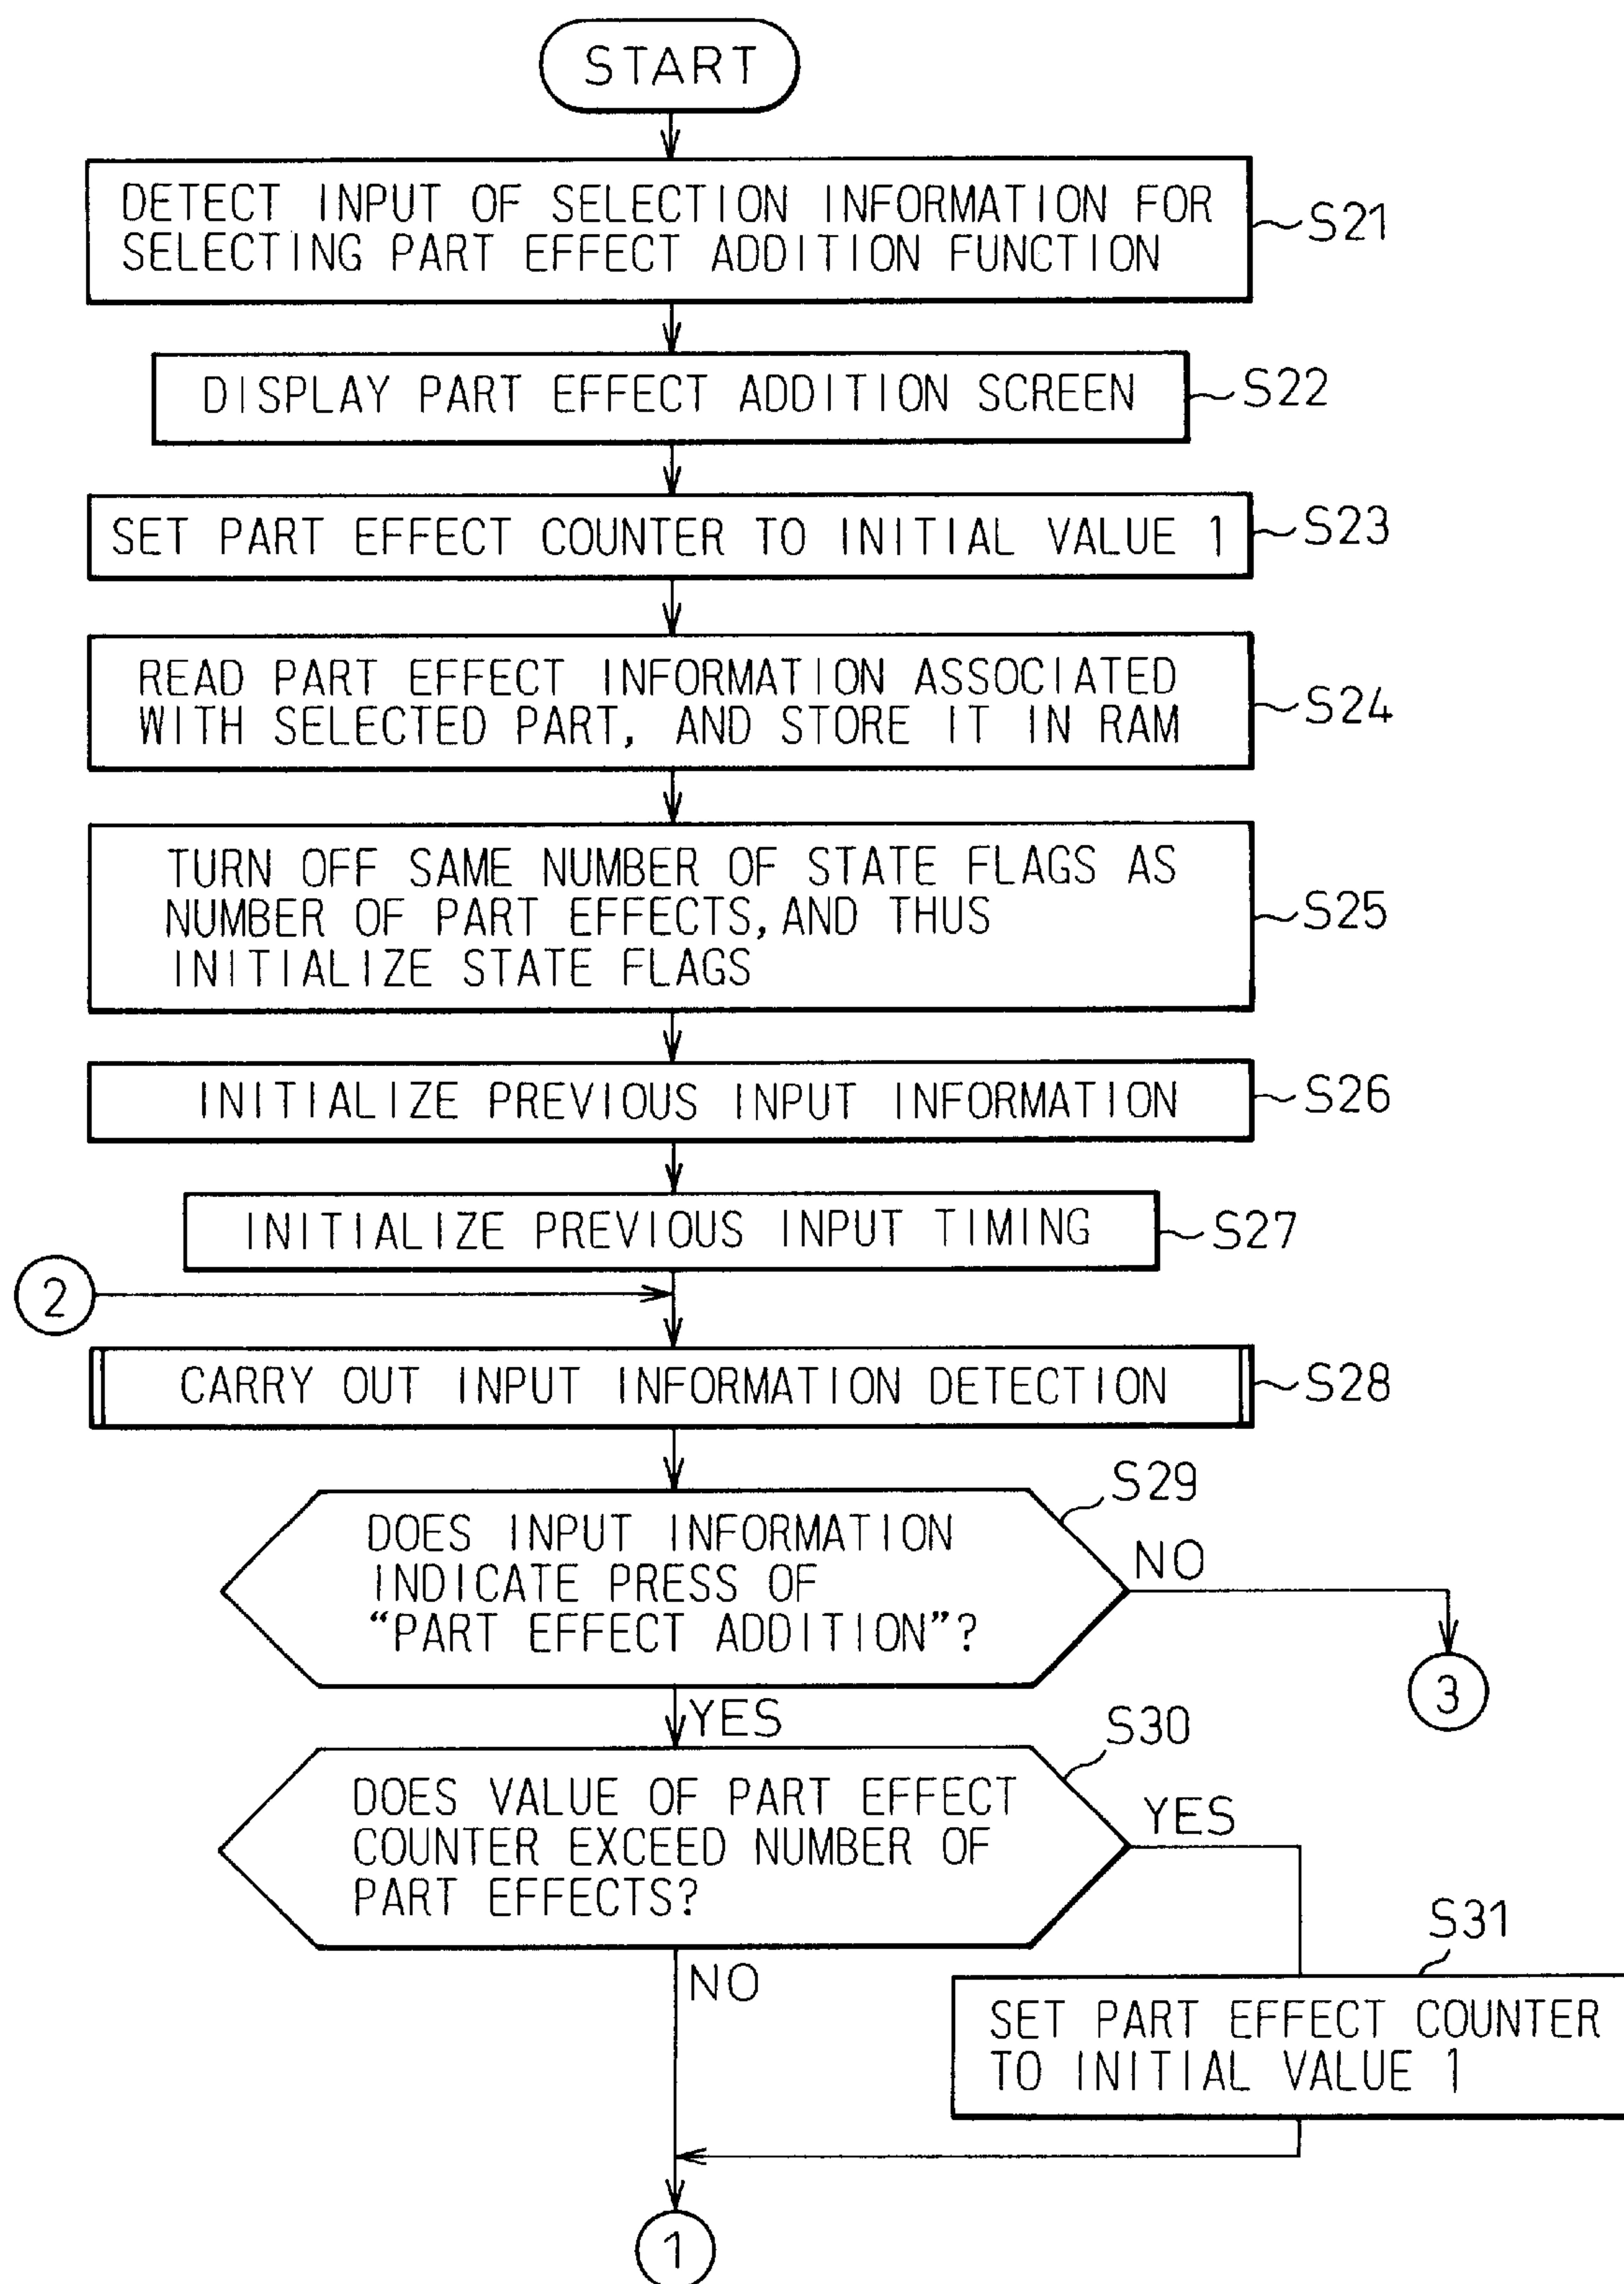 START
DETECT INPUT OF SELECTION INFORMATION FOR
SELECTING PART EFFECT ADDITION FUNCTION
S21
DISPLAY PART EFFECT ADDITION SCREEN
S22
SET PART EFFECT COUNTER TO INITIAL VALUE 1
S23
READ PART EFFECT INFORMATION ASSOCIATED
WITH SELECTED PART, AND STORE IT IN RAM
S24
TURN OFF SAME NUMBER OF STATE FLAGS AS
NUMBER OF PART EFFECTS, AND THUS
INITIALIZE STATE FLAGS
S25
INITIALIZE PREVIOUS INPUT INFORMATION
S26
INITIALIZE PREVIOUS INPUT TIMING
S27
2
CARRY OUT INPUT INFORMATION DETECTION
S28
S29
DOES INPUT INFORMATION
INDICATE PRESS OF
“PART EFFECT ADDITION”?
NO
3
YES
S30
DOES VALUE OF PART EFFECT
COUNTER EXCEED NUMBER OF
PART EFFECTS?
YES
S31
NO
SET PART EFFECT COUNTER
TO INITIAL VALUE 1
1